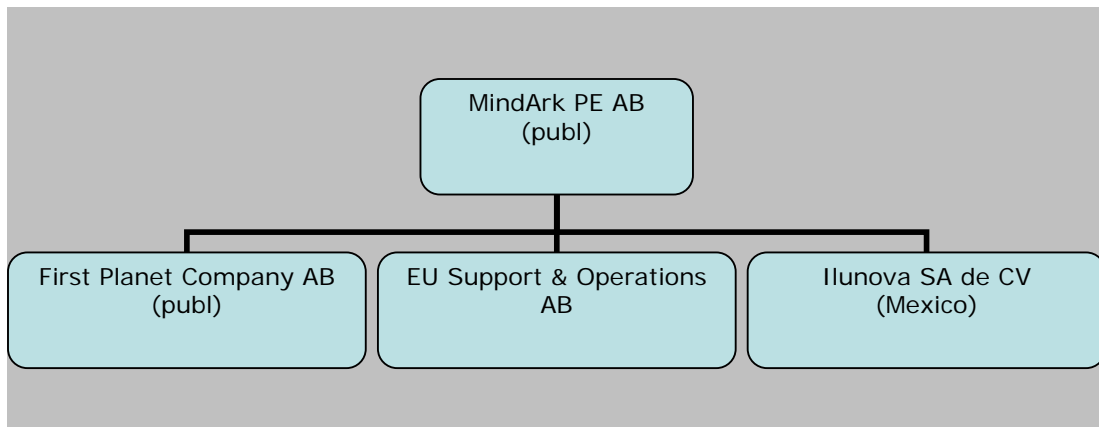 MindArk PE AB
(publ)
First Planet Company AB
(publ)
EU Support & Operations
AB
Ilunova SA de CV
(Mexico)